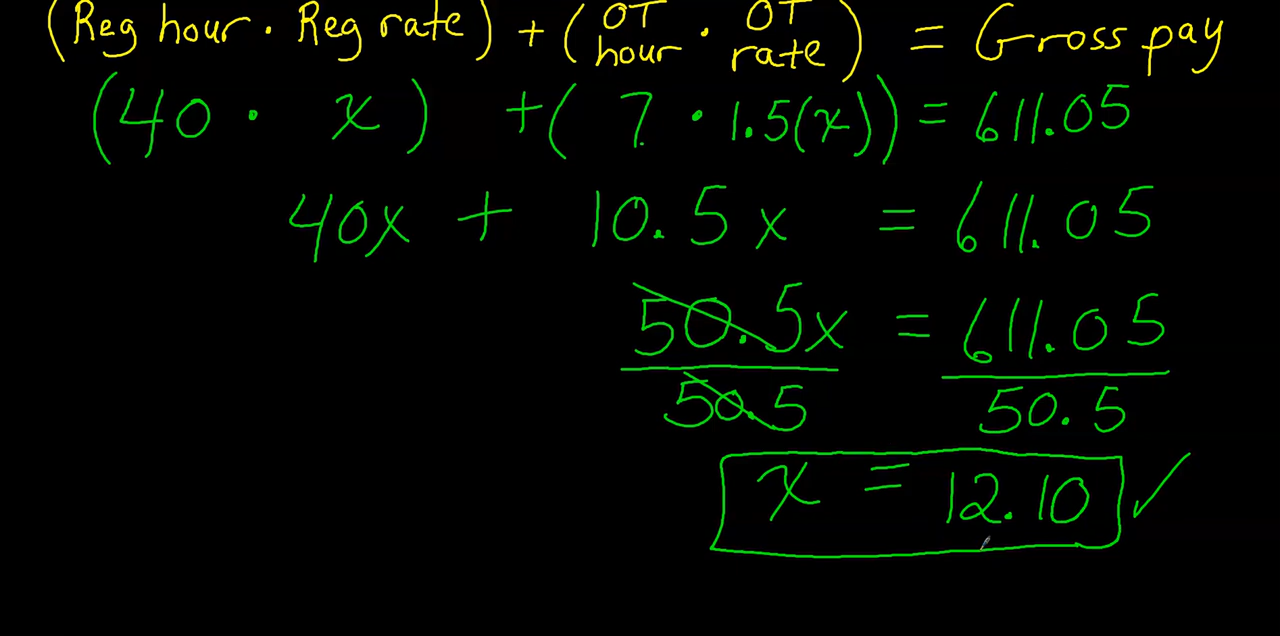 (Reg hour · Reg rate) + (OT hour · OT rate) = Gross pay
(40 · x) + (7 · 1.5(x)) = 611.05
40x + 10.5x = 611.05
50.5x = 611.05
50.5 50.5
x = 12.10 ✓